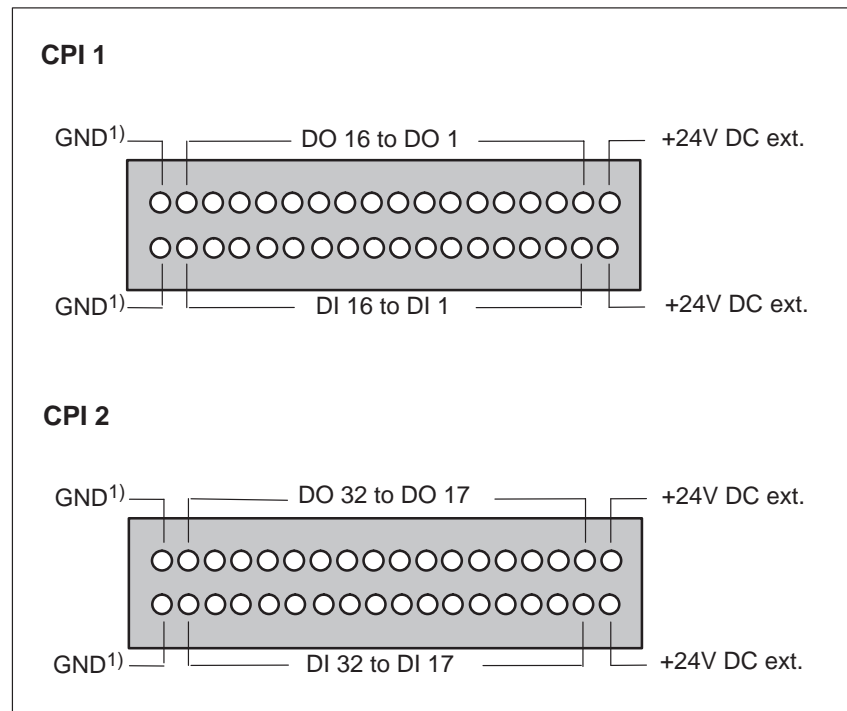 CPI 1
GND1) DO 16 to DO 1 +24V DC ext.
GND1) DI 16 to DI 1 +24V DC ext.
CPI 2
GND1) DO 32 to DO 17 +24V DC ext.
GND1) DI 32 to DI 17 +24V DC ext.